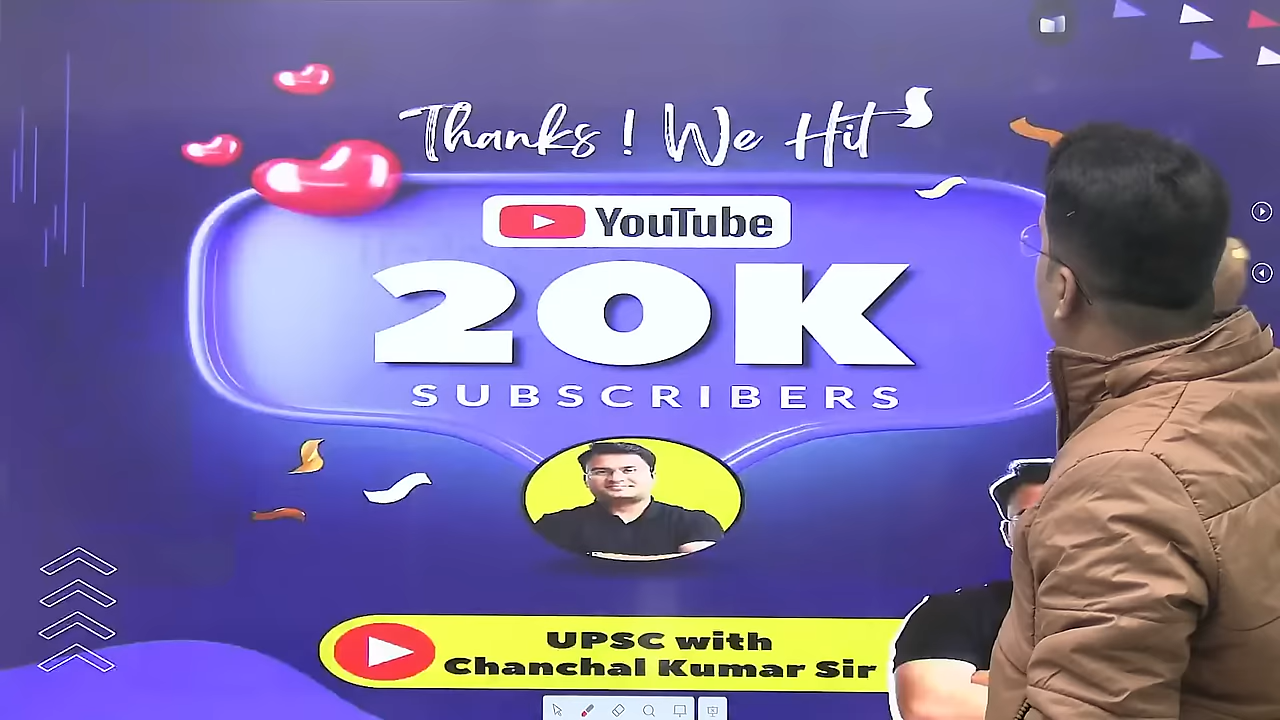 Thanks! We Hit
YouTube
20K
SUBSCRIBERS
UPSC with
Chanchal Kumar Sir